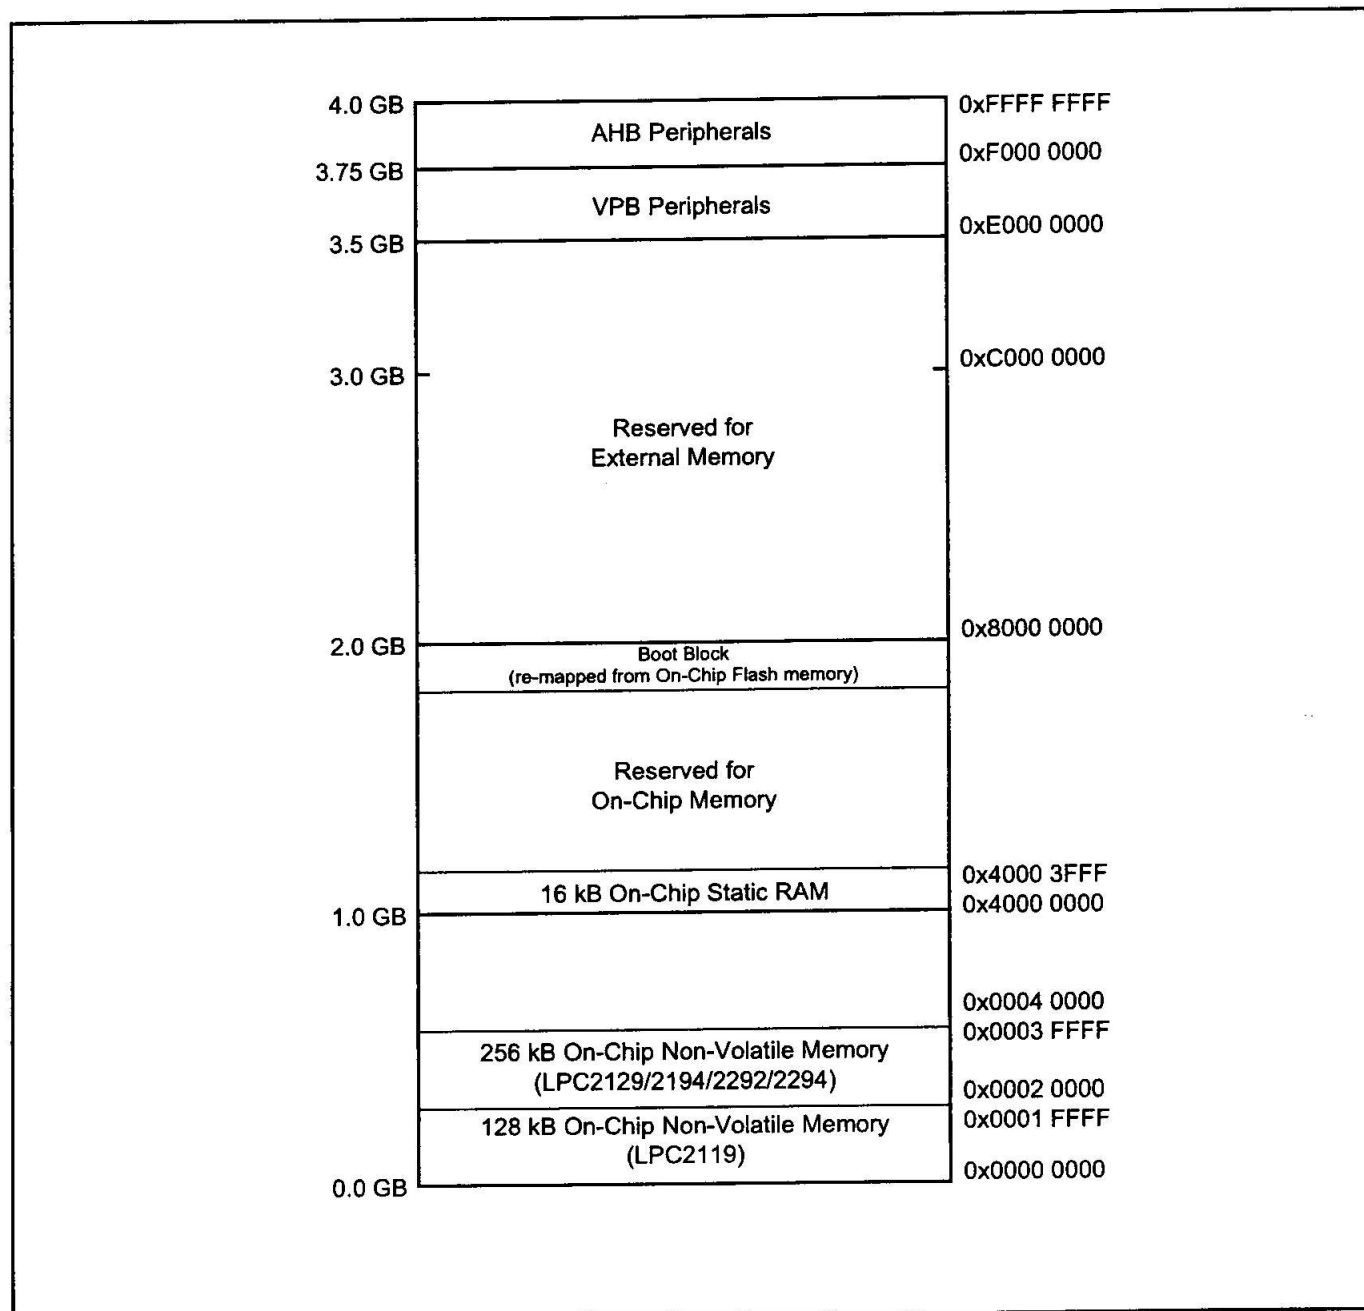 4.0 GB
0xFFFF FFFF
AHB Peripherals
0xF000 0000
3.75 GB
VPB Peripherals
0xE000 0000
3.5 GB
0xC000 0000
3.0 GB
Reserved for
External Memory
0x8000 0000
2.0 GB
Boot Block
(re-mapped from On-Chip Flash memory)
Reserved for
On-Chip Memory
0x4000 3FFF
16 kB On-Chip Static RAM
0x4000 0000
1.0 GB
0x0004 0000
0x0003 FFFF
256 kB On-Chip Non-Volatile Memory
(LPC2129/2194/2292/2294)
0x0002 0000
0x0001 FFFF
128 kB On-Chip Non-Volatile Memory
(LPC2119)
0x0000 0000
0.0 GB